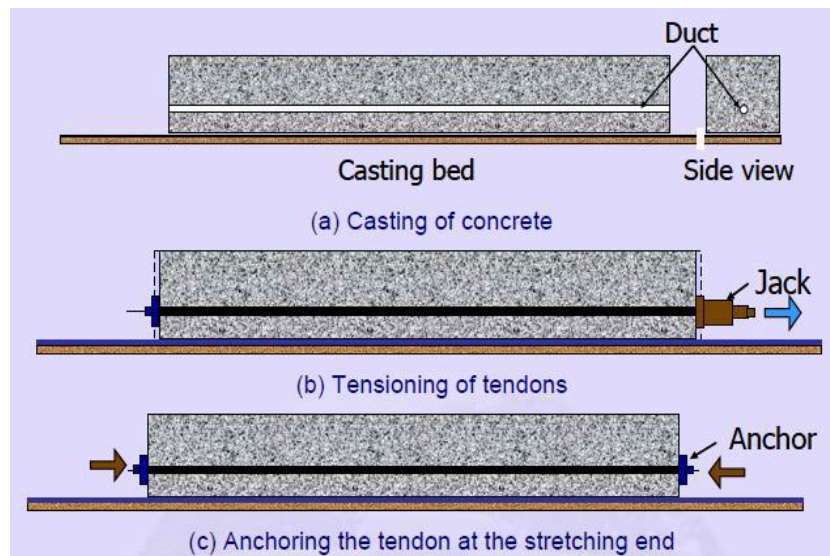 Duct
Casting bed
Side view
(a) Casting of concrete
Jack
(b) Tensioning of tendons
Anchor
(c) Anchoring the tendon at the stretching end